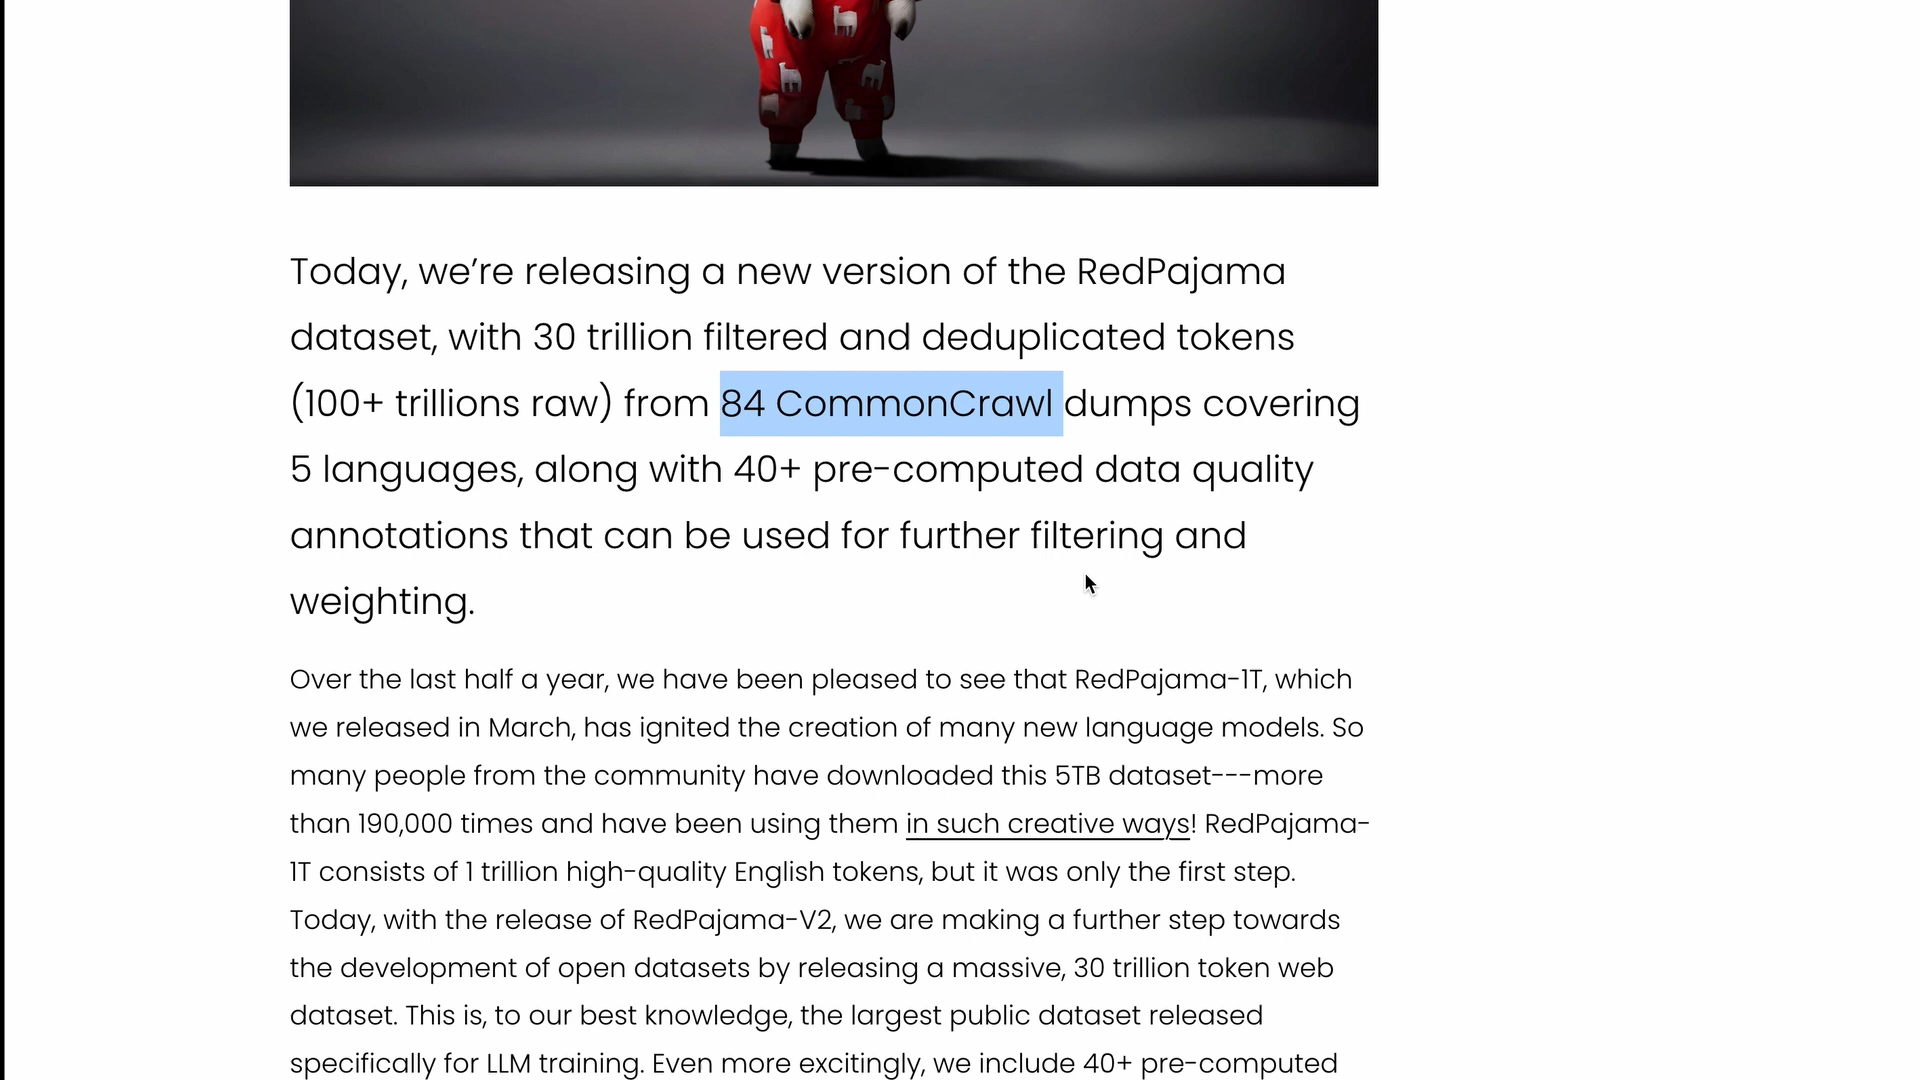 Today, we’re releasing a new version of the RedPajama
dataset, with 30 trillion filtered and deduplicated tokens
(100+ trillions raw) from 84 CommonCrawl dumps covering
5 languages, along with 40+ pre-computed data quality
annotations that can be used for further filtering and
weighting.
Over the last half a year, we have been pleased to see that RedPajama-1T, which
we released in March, has ignited the creation of many new language models. So
many people from the community have downloaded this 5TB dataset---more
than 190,000 times and have been using them in such creative ways! RedPajama-
1T consists of 1 trillion high-quality English tokens, but it was only the first step.
Today, with the release of RedPajama-V2, we are making a further step towards
the development of open datasets by releasing a massive, 30 trillion token web
dataset. This is, to our best knowledge, the largest public dataset released
specifically for LLM training. Even more excitingly, we include 40+ pre-computed